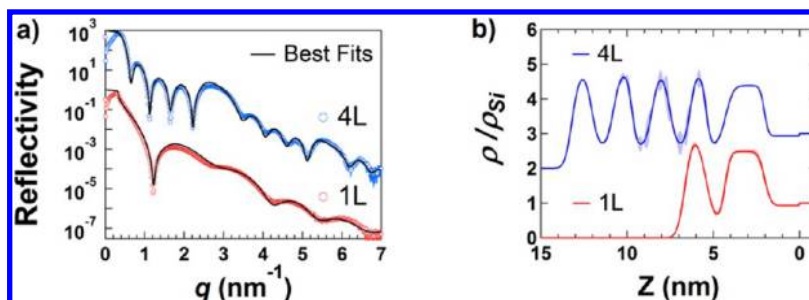 a)
Reflectivity
10³
10¹
10⁻¹
10⁻³
10⁻⁵
10⁻⁷
Best Fits
4L
1L
0 1 2 3 4 5 6 7
q (nm⁻¹)
b)
ρ/ρSi
6
5
4
3
2
1
0
4L
1L
15 10 5 0
Z (nm)